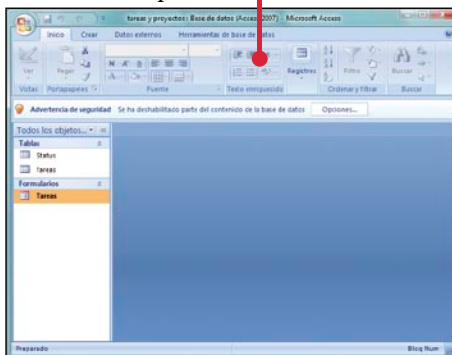 tareas y proyectos : Base de datos (Access 2007) - Microsoft Access
Inicio Crear Datos externos Herramientas de base de datos
Ver Pegar Registros Filtro Buscar
Vistas Portapapeles Fuente Texto enriquecido Ordenar y filtrar Buscar
Advertencia de seguridad Se ha deshabilitado parte del contenido de la base de datos Opciones...
Todos los objetos...
Tablas
Status
Tareas
Formularios
Tareas
Preparado Bloq Num